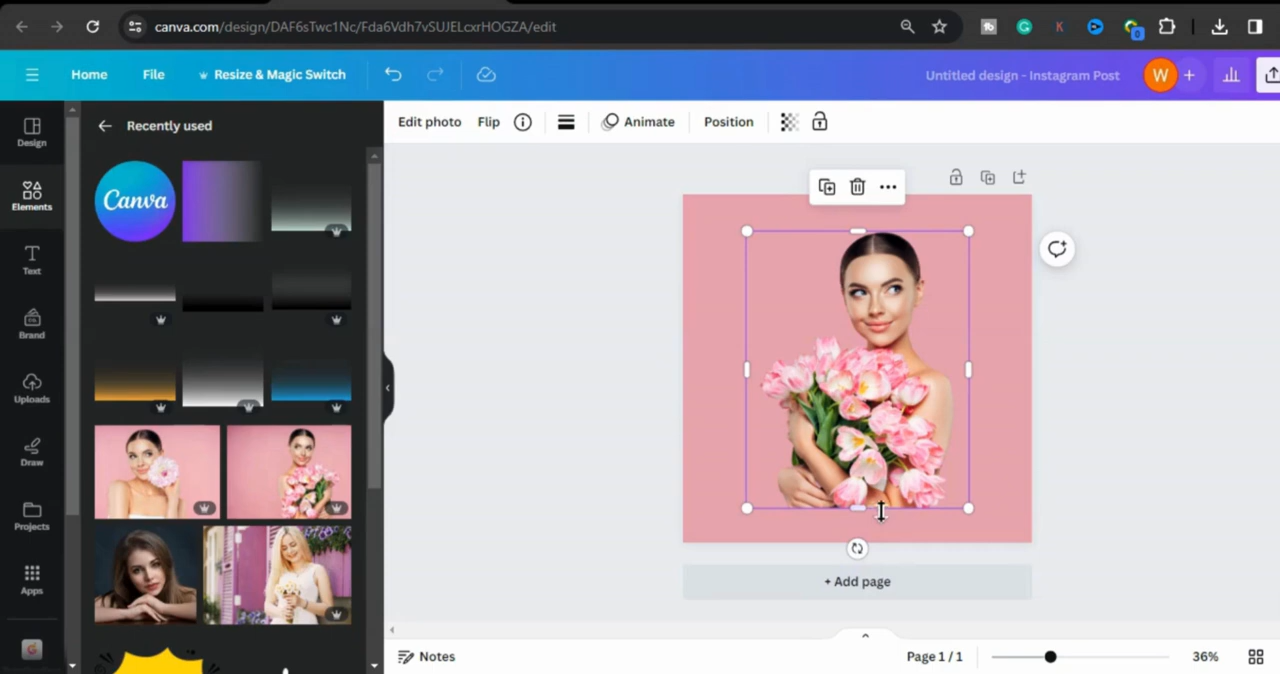 canva.com/design/DAF6sTwc1Nc/Fda6Vdh7vSUJELcxrHOGZA/edit
Home File Resize & Magic Switch Untitled design - Instagram Post W
Design
Elements
Text
Brand
Uploads
Draw
Projects
Apps
Recently used
Canva
Edit photo Flip Animate Position
+ Add page
Notes Page 1 / 1 36%